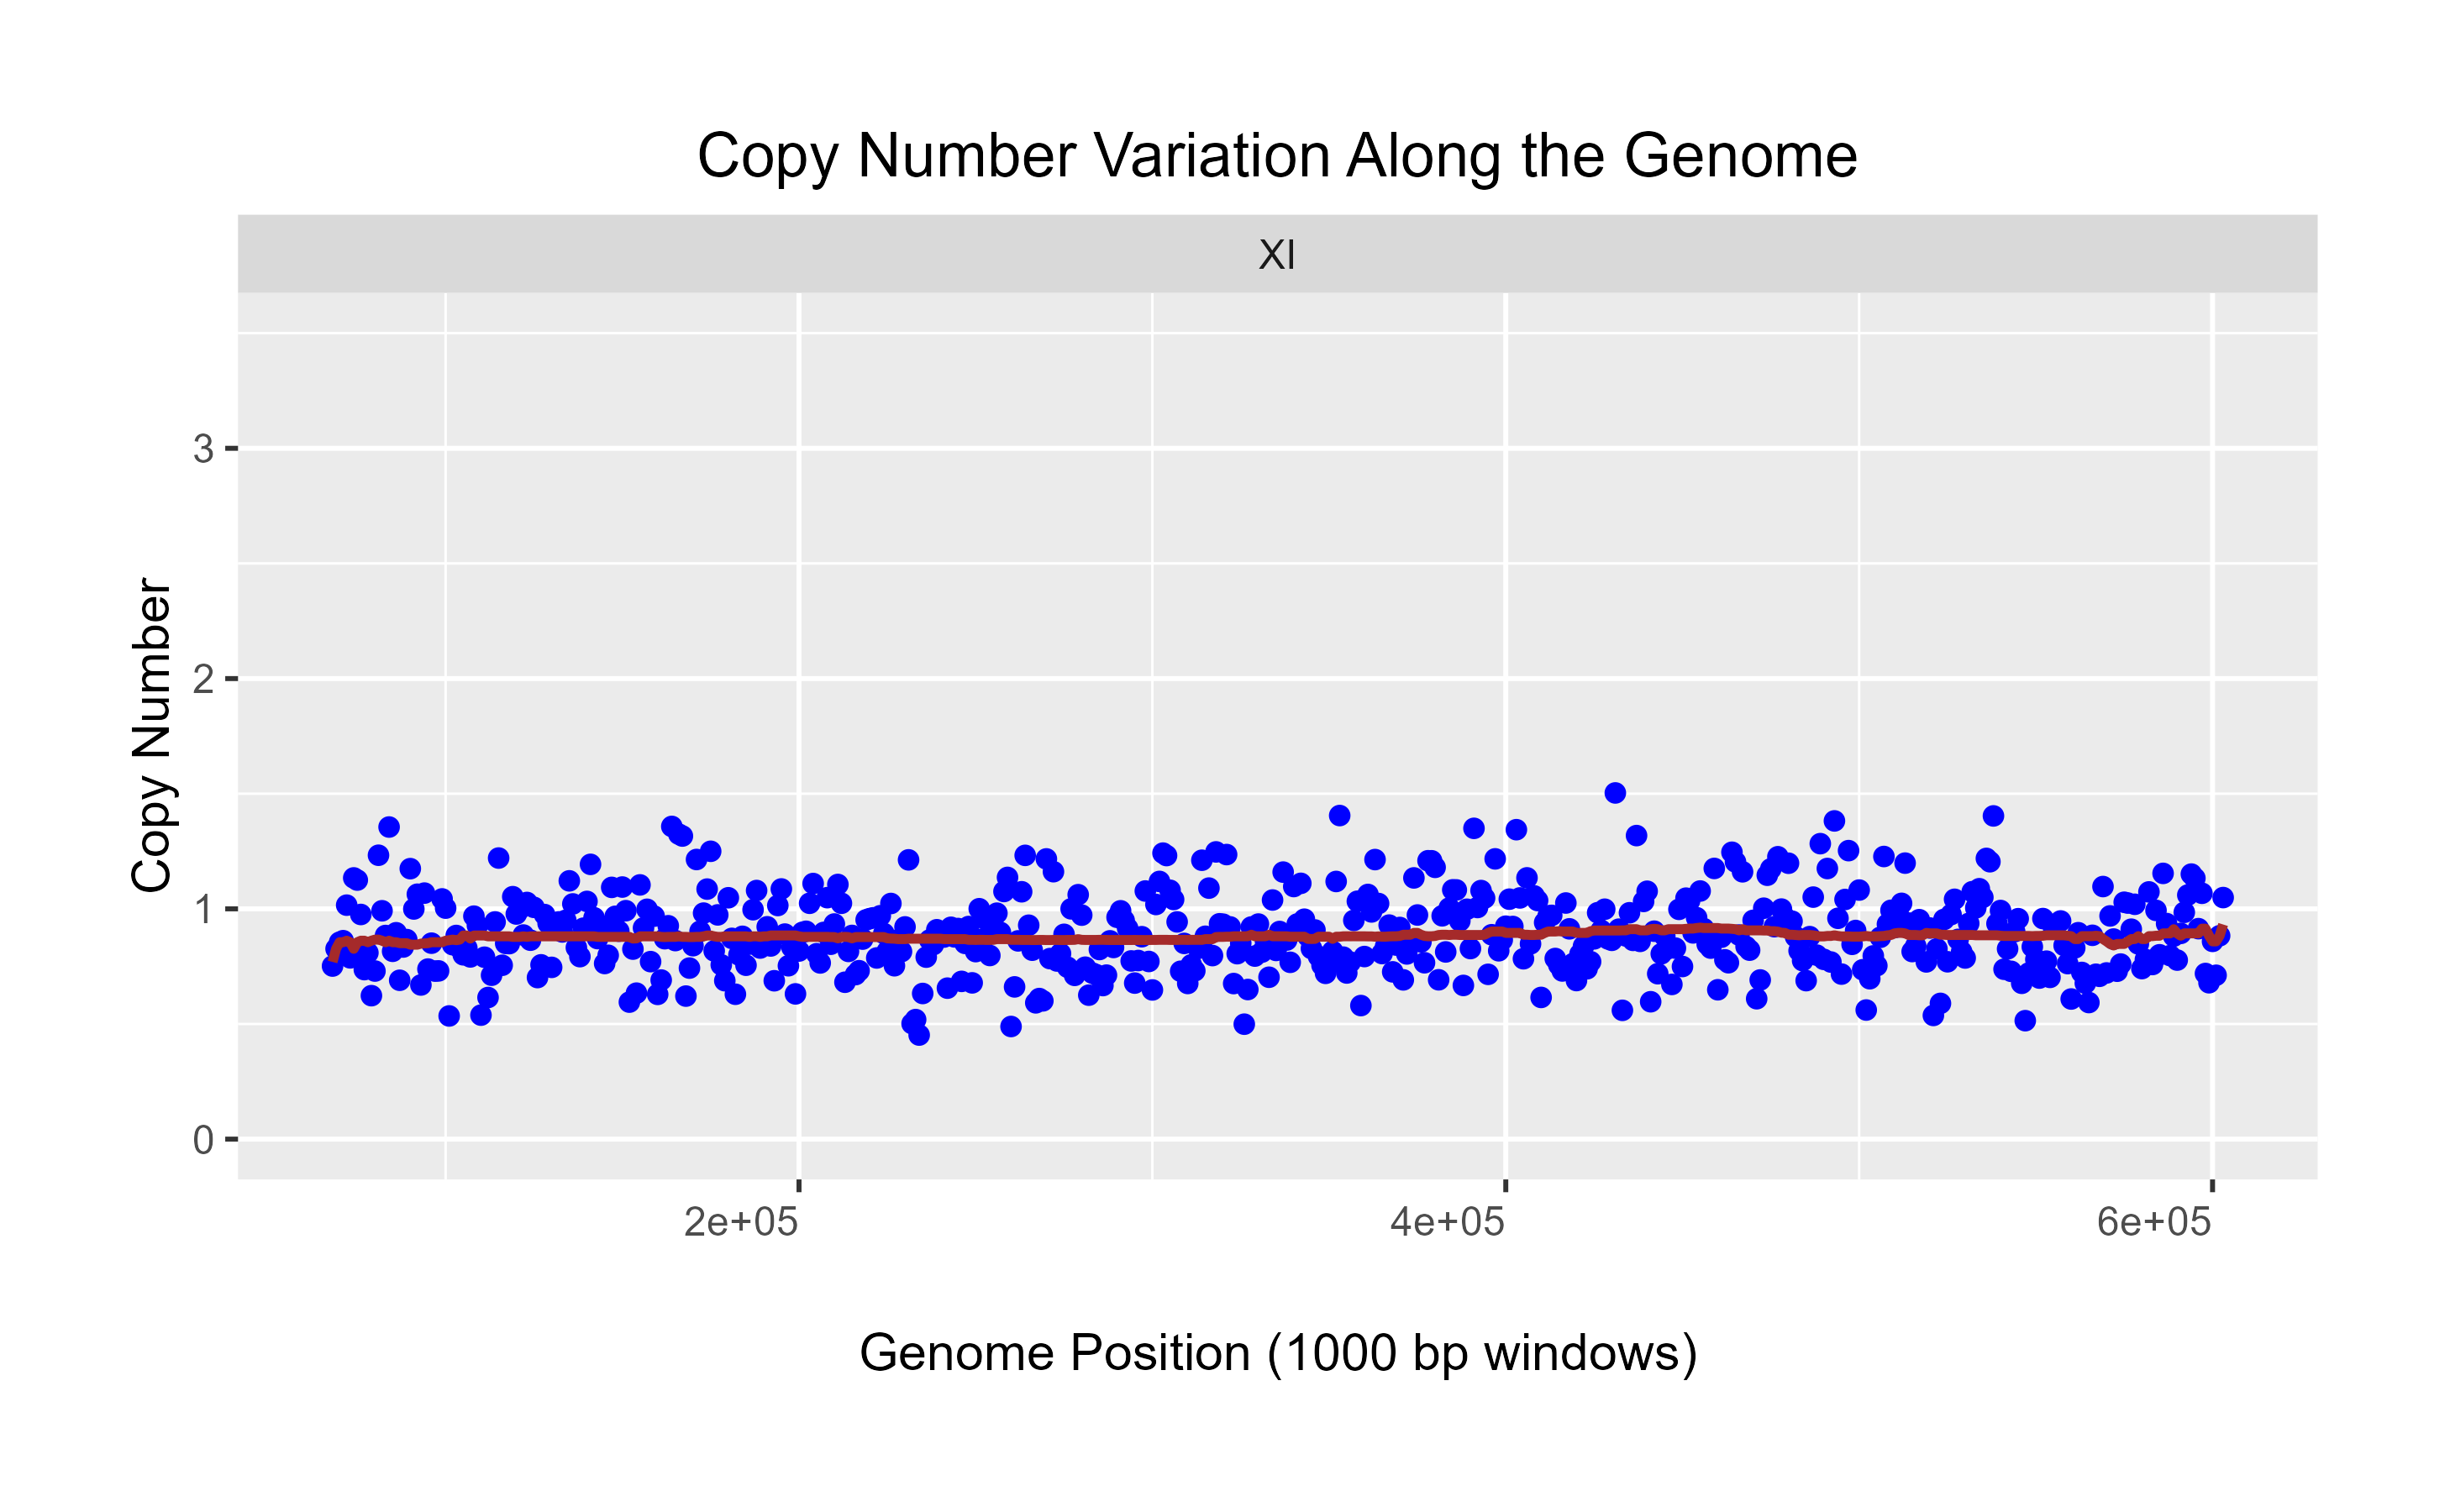 Copy Number Variation Along the Genome
XI
3
2
1
0
Copy Number
2e+05 4e+05 6e+05
Genome Position (1000 bp windows)